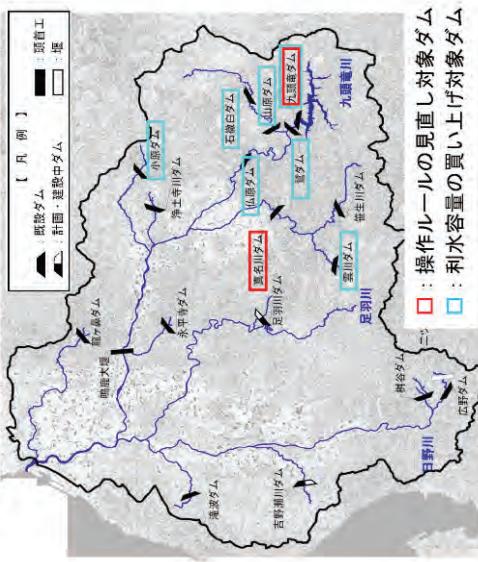 【 凡 例 】
：既設ダム
：頭首工
：計画・建設中ダム
：堰
龍ヶ鼻ダム
鳴鹿大堰
永平寺ダム
浄土寺川ダム
小原ダム
石徹白ダム
山原ダム
九頭竜ダム
九頭竜川
鷲ダム
仏原ダム
真名川ダム
笹生川ダム
雲川ダム
足羽川ダム
足羽川
滝波ダム
吉野瀬川ダム
日野川
桝谷ダム
広野ダム
二ツ
：操作ルールの見直し対象ダム
：利水容量の買い上げ対象ダム